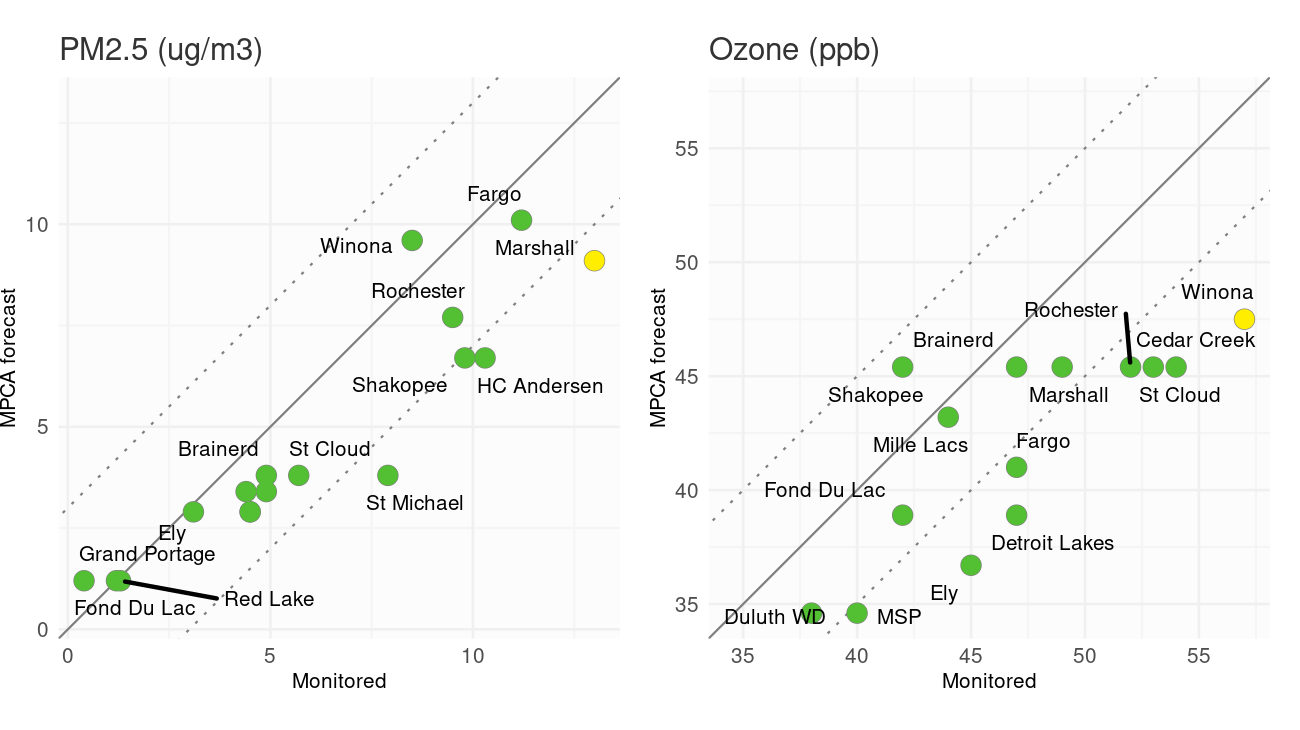 PM2.5 (ug/m3)
Ozone (ppb)
MPCA forecast
10
5
0
Fargo
Winona
Marshall
Rochester
Shakopee
HC Andersen
Brainerd
St Cloud
St Michael
Ely
Grand Portage
Fond Du Lac
Red Lake
0
5
10
Monitored
MPCA forecast
55
50
45
40
35
Winona
Rochester
Brainerd
Cedar Creek
Shakopee
Marshall
St Cloud
Mille Lacs
Fargo
Fond Du Lac
Detroit Lakes
Ely
Duluth WD
MSP
35
40
45
50
55
Monitored